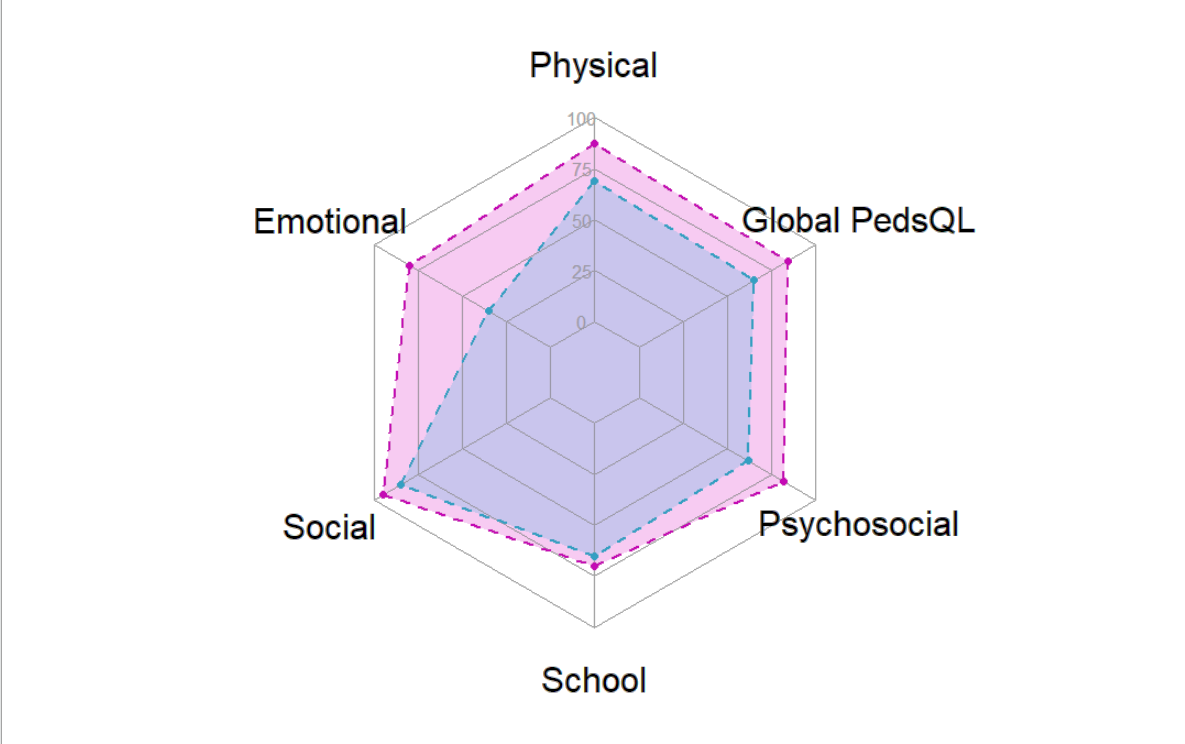 Physical
100
75
Emotional
Global PedsQL
50
25
0
Social
Psychosocial
School